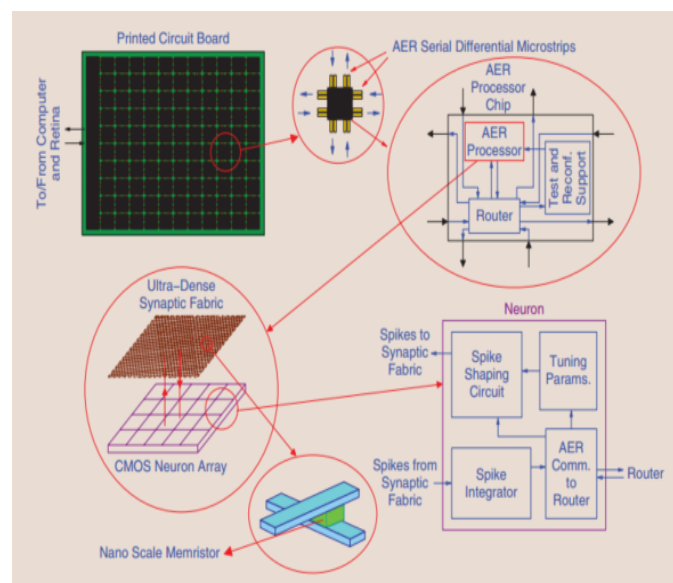 Printed Circuit Board
AER Serial Differential Microstrips
To/From Computer
and Retina
AER
Processor
Chip
AER
Processor
Test and
Reconf.
Support
Router
Ultra-Dense
Synaptic Fabric
CMOS Neuron Array
Nano Scale Memristor
Neuron
Spikes to
Synaptic
Fabric
Spike
Shaping
Circuit
Tuning
Params.
Spikes from
Synaptic
Fabric
Spike
Integrator
AER
Comm.
to
Router
Router